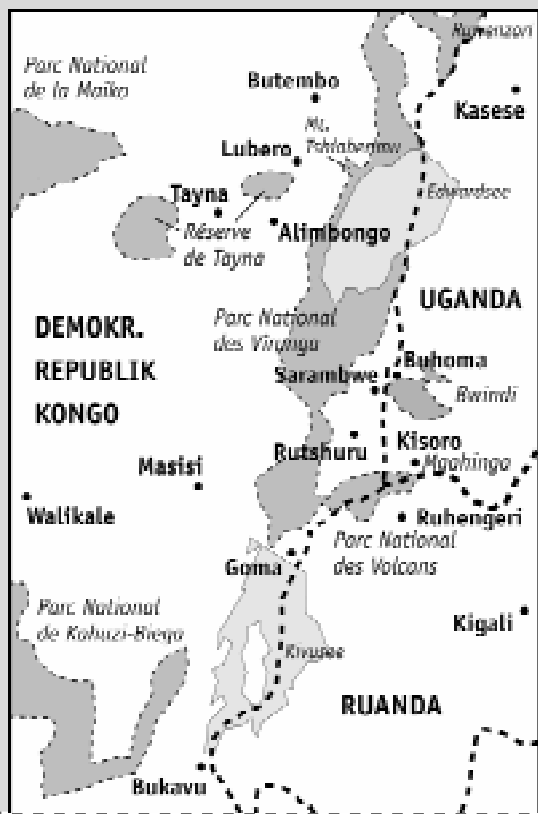 Ruwenzori
Parc National
de la Maïko
Butembo
Kasese
Mt.
Tshiaberimu
Lubero
Edwardsee
Tayna
Réserve
de Tayna
Alimbongo
UGANDA
DEMOKR.
REPUBLIK
KONGO
Parc National
des Virunga
Buhoma
Sarambwe
Bwindi
Rutshuru
Kisoro
Mgahinga
Masisi
Walikale
Ruhengeri
Parc National
des Volcans
Goma
Parc National
de Kahuzi-Biega
Kigali
Kivusee
RUANDA
Bukavu